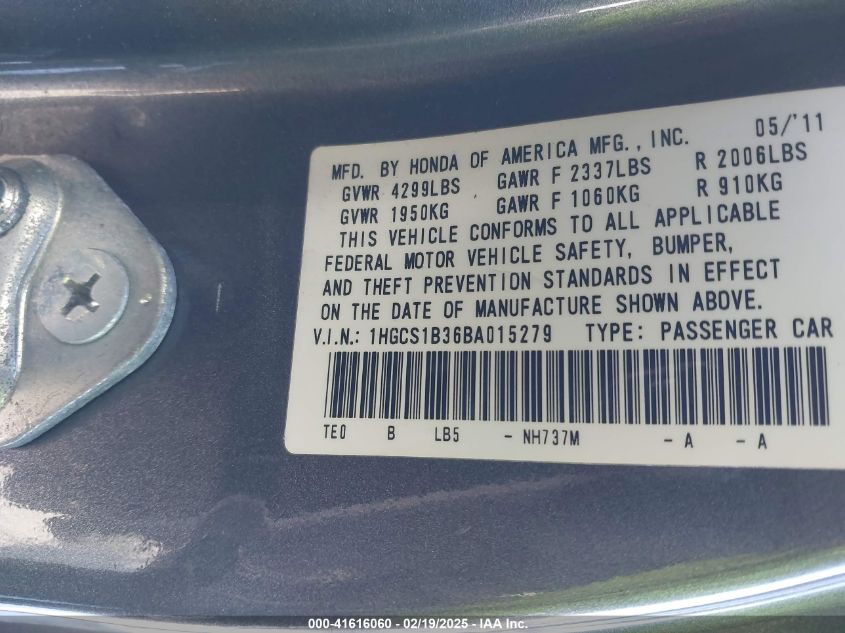 MFD. BY HONDA OF AMERICA MFG., INC. 05/'11
GVWR 4299LBS GAWR F 2337LBS R 2006LBS
GVWR 1950KG GAWR F 1060KG R 910KG
THIS VEHICLE CONFORMS TO ALL APPLICABLE
FEDERAL MOTOR VEHICLE SAFETY, BUMPER,
AND THEFT PREVENTION STANDARDS IN EFFECT
ON THE DATE OF MANUFACTURE SHOWN ABOVE.
V.I.N.: 1HGCS1B36BA015279 TYPE: PASSENGER CAR
TE0 B LB5 - NH737M - A - A
000-41616060 - 02/19/2025 - IAA Inc.